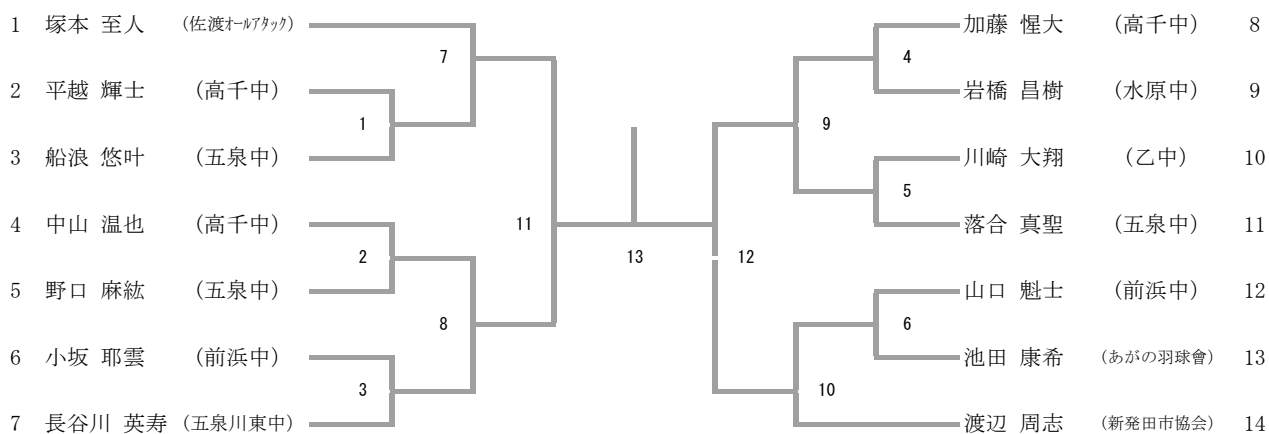 1 塚本 至人 (佐渡オールアタック)
7
2 平越 輝士 (高千中)
1
3 船浪 悠叶 (五泉中)
11
4 中山 温也 (高千中)
2
5 野口 麻紘 (五泉中)
8
6 小坂 耶雲 (前浜中)
3
7 長谷川 英寿 (五泉川東中)
13
加藤 惺大 (高千中) 8
4
岩橋 昌樹 (水原中) 9
9
川崎 大翔 (乙中) 10
5
落合 真聖 (五泉中) 11
12
山口 魁士 (前浜中) 12
6
池田 康希 (あがの羽球會) 13
10
渡辺 周志 (新発田市協会) 14